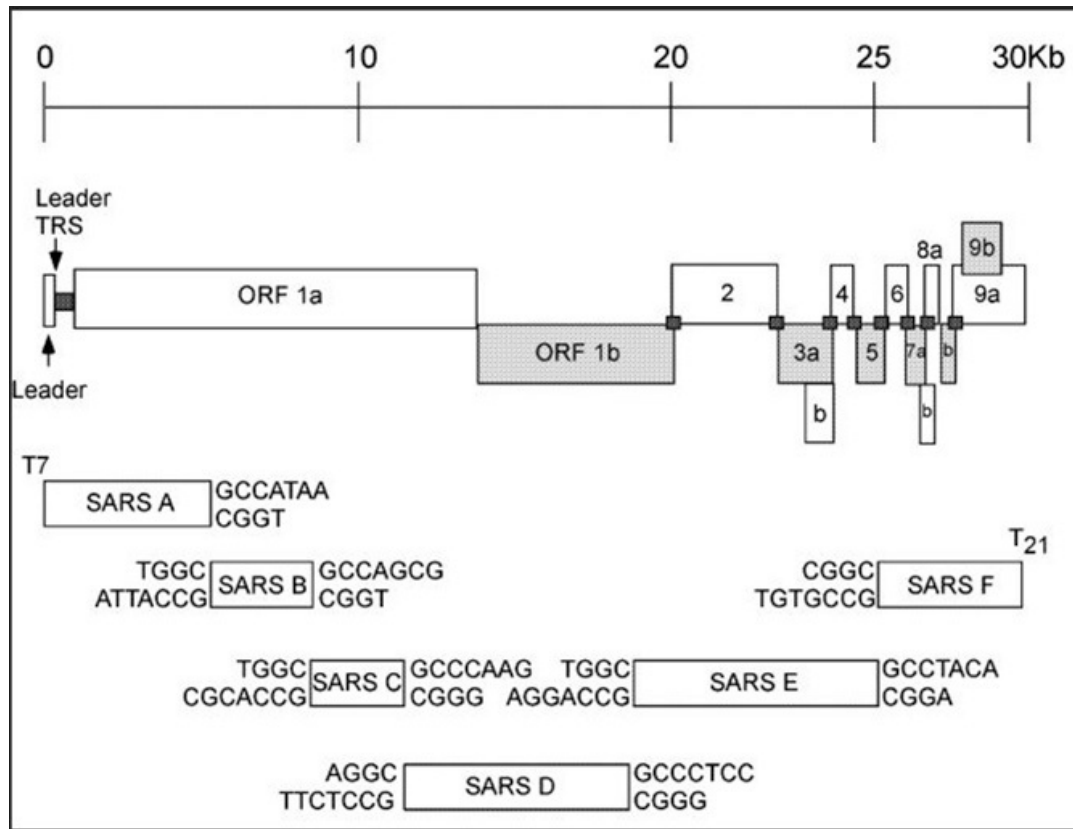 0 10 20 25 30Kb
Leader
TRS
8a
9b
ORF 1a
2
4
6
9a
ORF 1b
3a
5
7a
b
Leader
b
b
T7
SARS A
GCCATAA
CGGT
T21
TGGC
ATTACCG
SARS B
GCCAGCG
CGGT
CGGC
TGTGCCG
SARS F
TGGC
CGCACCG
SARS C
GCCCAAG
CGGG
TGGC
AGGACCG
SARS E
GCCTACA
CGGA
AGGC
TTCTCCG
SARS D
GCCCTCC
CGGG